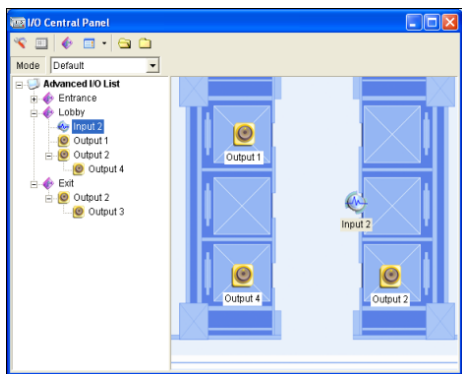 I/O Central Panel
Mode Default
Advanced I/O List
Entrance
Lobby
Input 2
Output 1
Output 2
Output 4
Exit
Output 2
Output 3
Output 1
Input 2
Output 4
Output 2